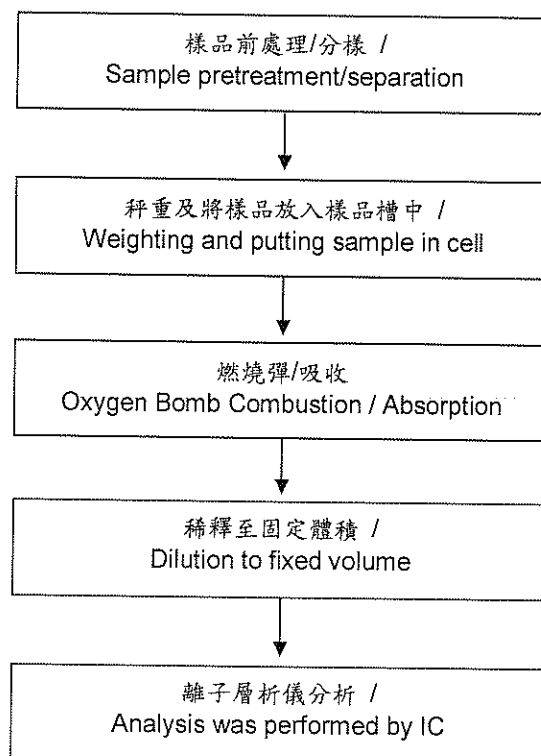 樣品前處理/分樣 /
Sample pretreatment/separation
秤重及將樣品放入樣品槽中 /
Weighting and putting sample in cell
燃燒彈/吸收
Oxygen Bomb Combustion / Absorption
稀釋至固定體積 /
Dilution to fixed volume
離子層析儀分析 /
Analysis was performed by IC